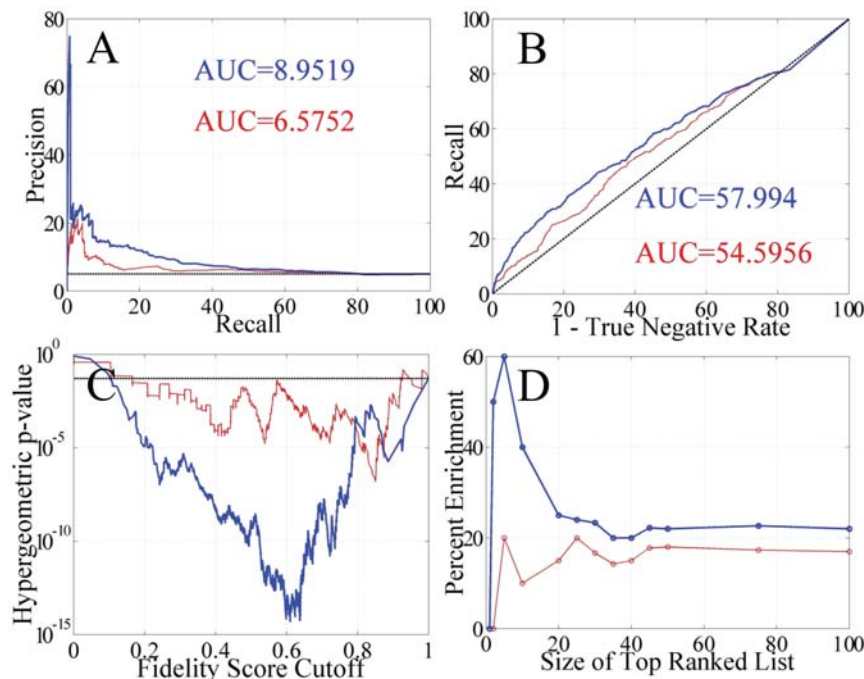 80
60
40
20
0
0
20
40
60
80
100
Precision
Recall
A
AUC=8.9519
AUC=6.5752
100
80
60
40
20
0
0
20
40
60
80
100
Recall
1 - True Negative Rate
B
AUC=57.994
AUC=54.5956
10^0
10^-5
10^-10
10^-15
0
0.2
0.4
0.6
0.8
1
Hypergeometric p-value
Fidelity Score Cutoff
C
60
40
20
0
0
20
40
60
80
100
Percent Enrichment
Size of Top Ranked List
D